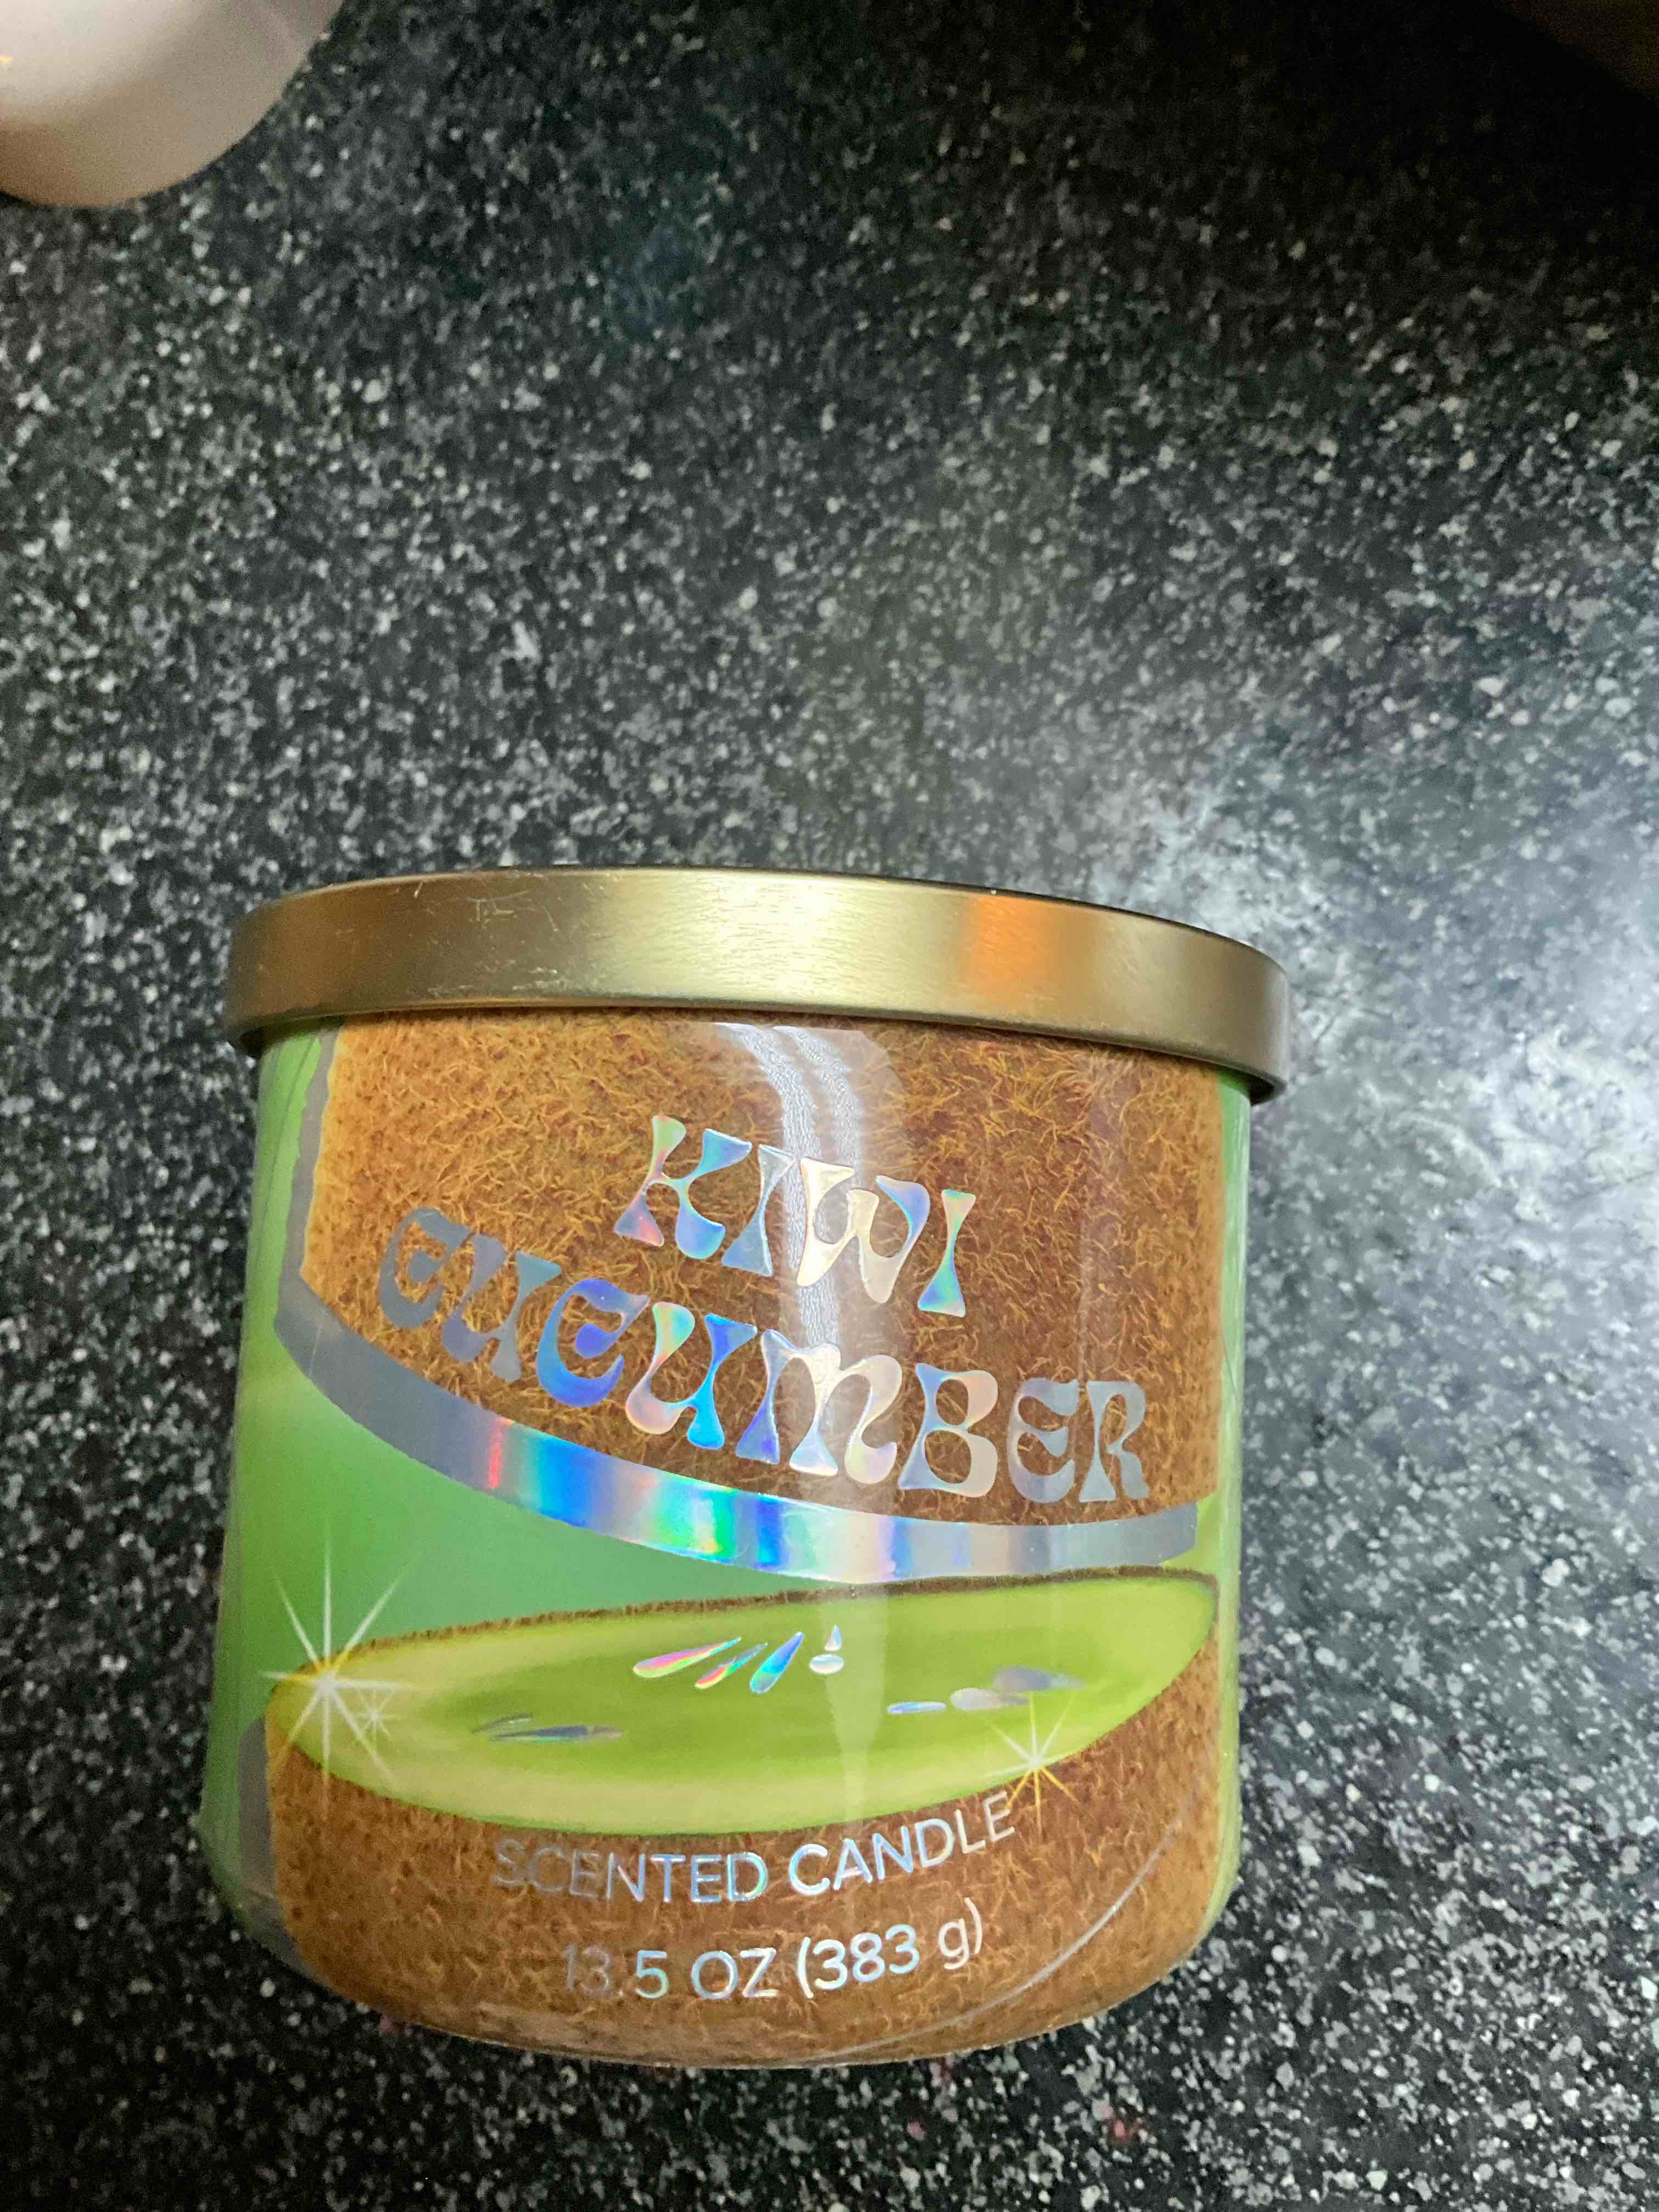 KIWI
CUCUMBER
SCENTED CANDLE
13.5 OZ (383 g)